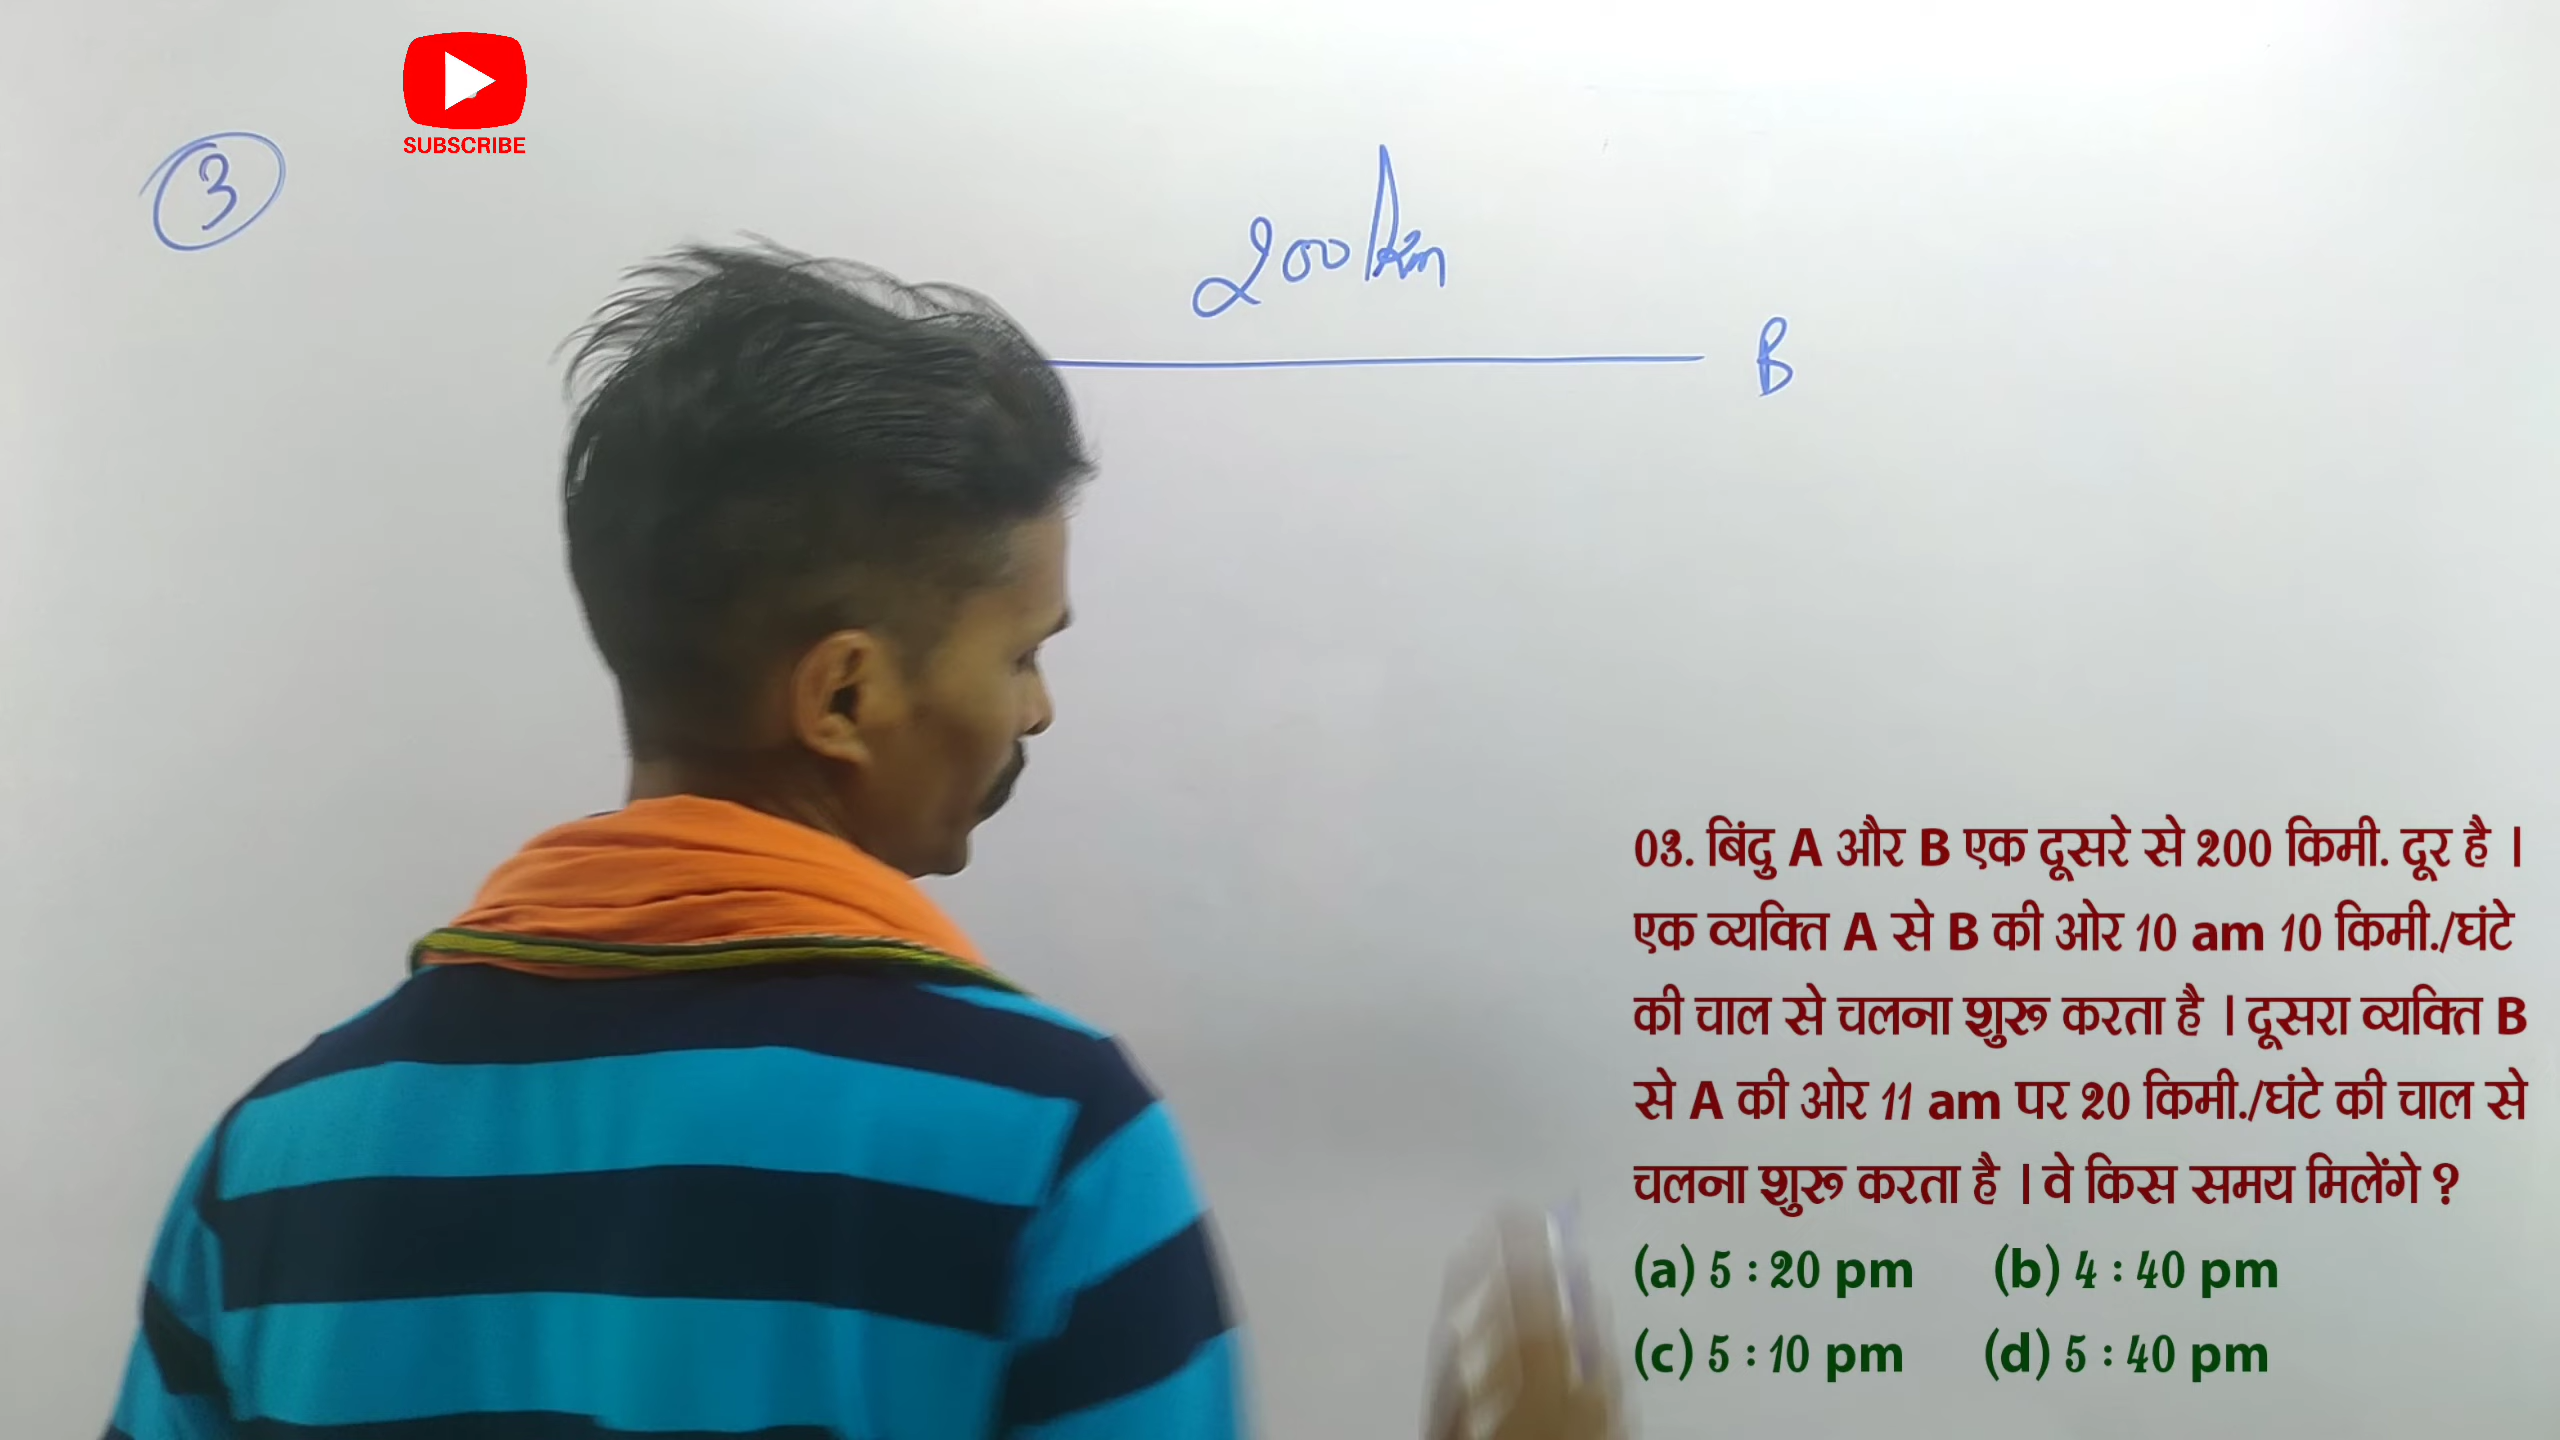 SUBSCRIBE
3
200 km
B
03. बिंदु A और B एक दूसरे से 200 किमी. दूर है ।
एक व्यक्ति A से B की ओर 10 am 10 किमी./घंटे
की चाल से चलना शुरू करता है । दूसरा व्यक्ति B
से A की ओर 11 am पर 20 किमी./घंटे की चाल से
चलना शुरू करता है । वे किस समय मिलेंगे ?
(a) 5 : 20 pm (b) 4 : 40 pm
(c) 5 : 10 pm (d) 5 : 40 pm